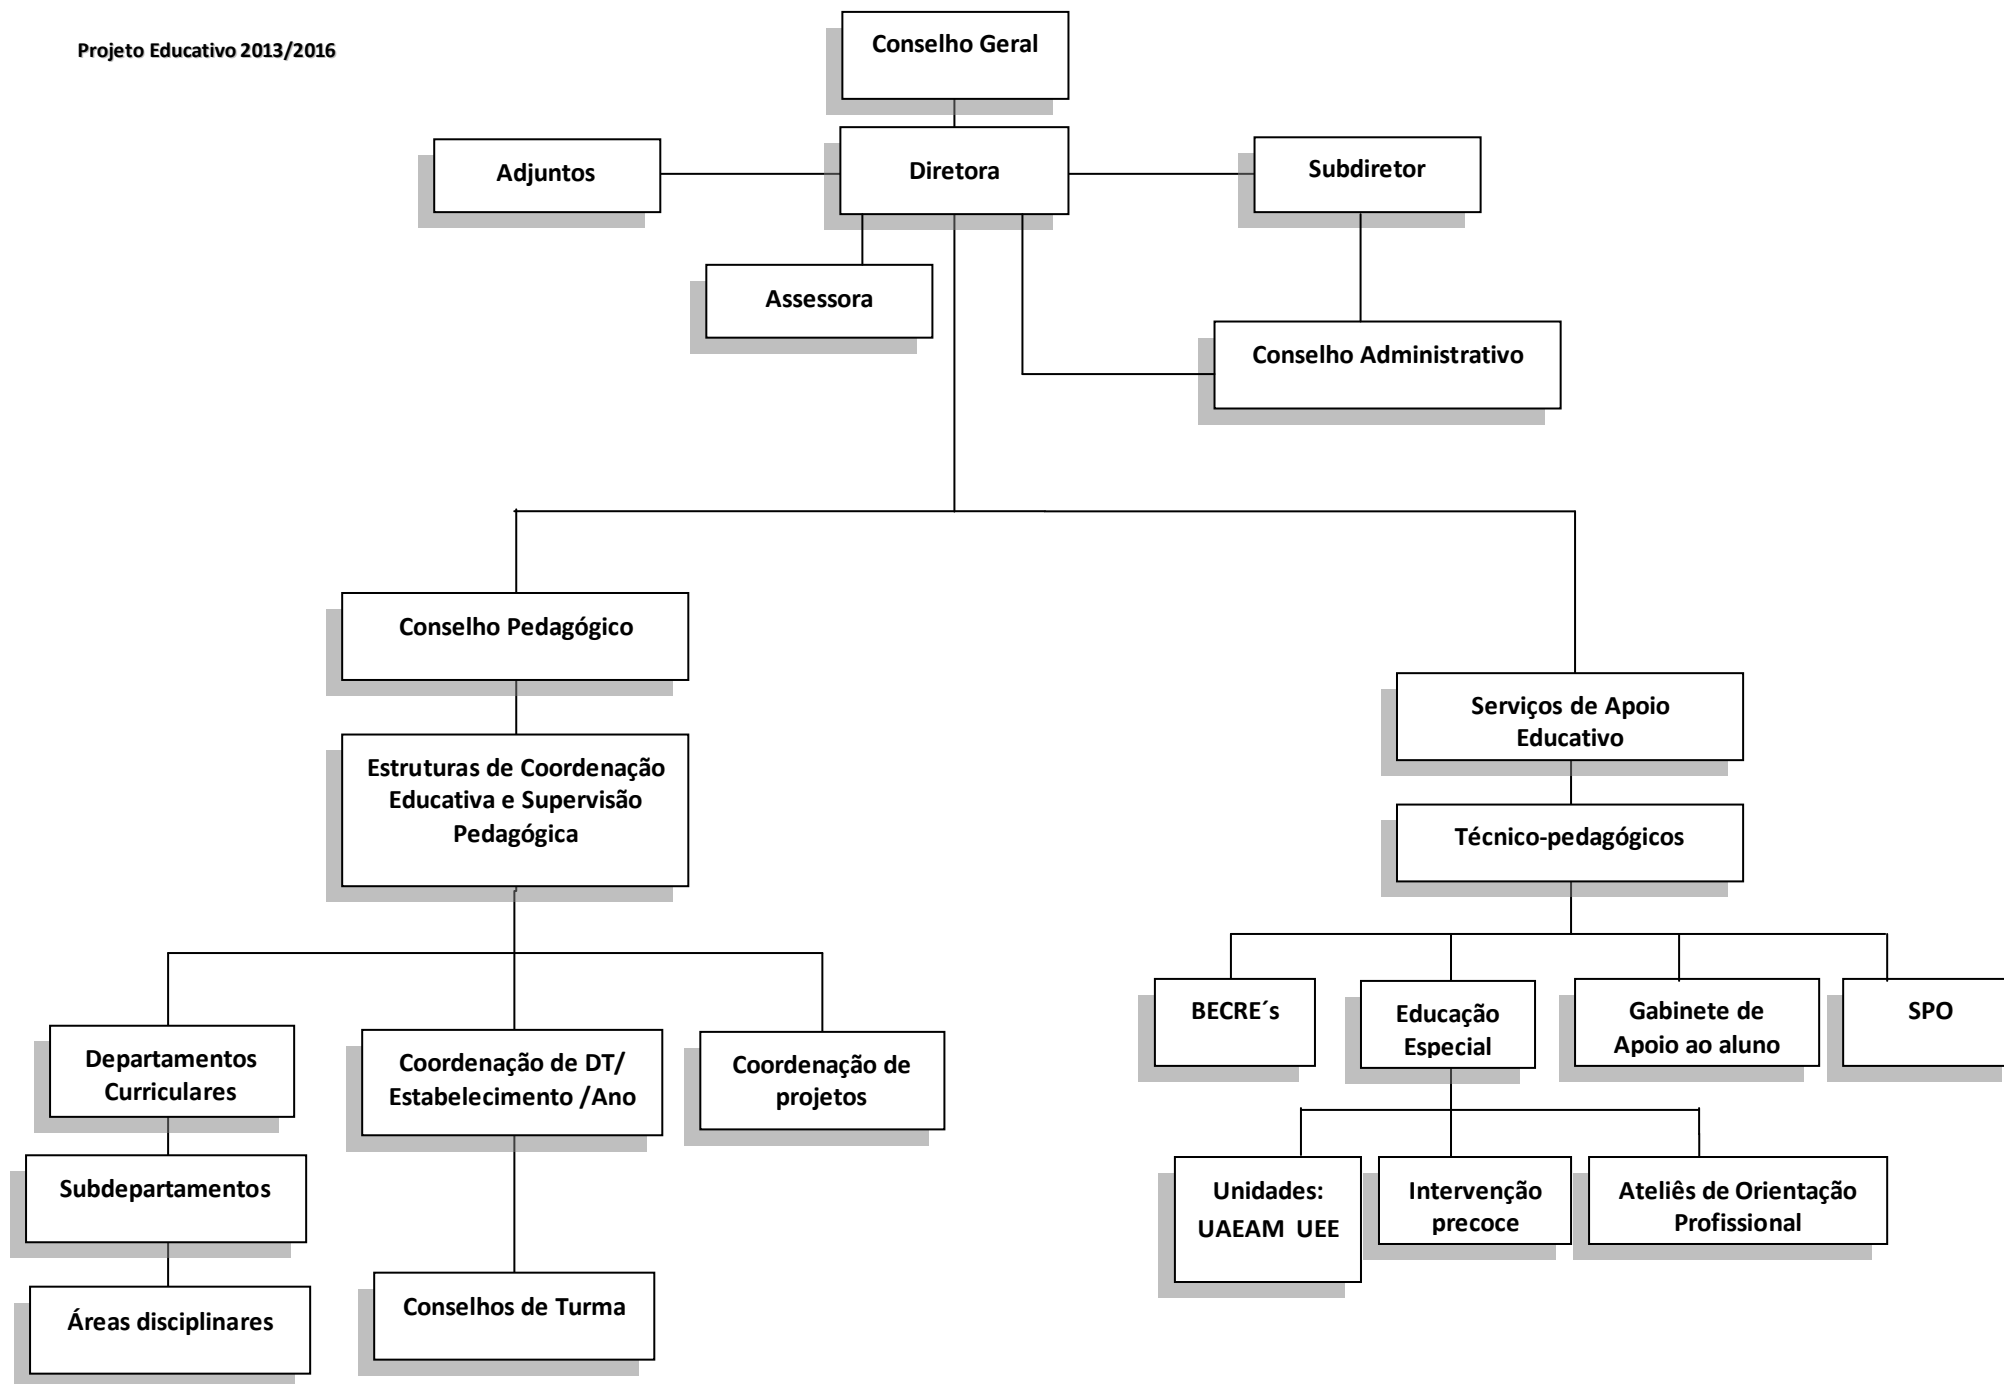 Projeto Educativo 2013/2016
Conselho Geral
Adjuntos
Diretora
Subdiretor
Assessora
Conselho Administrativo
Conselho Pedagógico
Serviços de Apoio
Educativo
Estruturas de Coordenação
Educativa e Supervisão
Pedagógica
Técnico-pedagógicos
BECRE´s
Educação
Especial
Gabinete de
Apoio ao aluno
SPO
Departamentos
Curriculares
Coordenação de DT/
Estabelecimento /Ano
Coordenação de
projetos
Subdepartamentos
Unidades:
UAEAM UEE
Intervenção
precoce
Ateliês de Orientação
Profissional
Áreas disciplinares
Conselhos de Turma